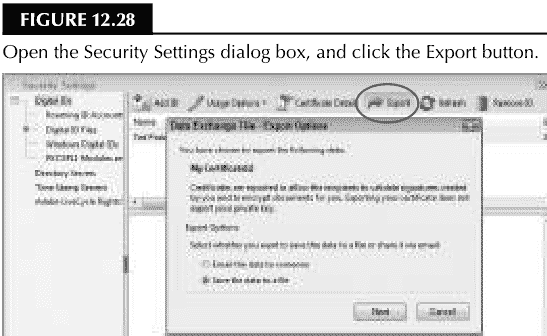 FIGURE 12.28
Open the Security Settings dialog box, and click the Export button.
Security Settings
Digital IDs
Roaming ID Accounts
Digital ID Files
Windows Digital IDs
PKCS#11 Modules an
Directory Servers
Time Stamp Servers
Adobe LiveCycle Rights
Add ID Usage Options Certificate Details Export Refresh Remove ID
Name
Data Exchange File - Export Options
You have chosen to export the following data:
My Certificate(s)
Certificates are exported to allow the recipients to validate signatures created
by you and to encrypt documents for you. Exporting your certificate does not
export your private key.
Export Options
Select whether you want to save the data to a file or share it via email:
Email the data to someone
Save the data to a file
Next Cancel